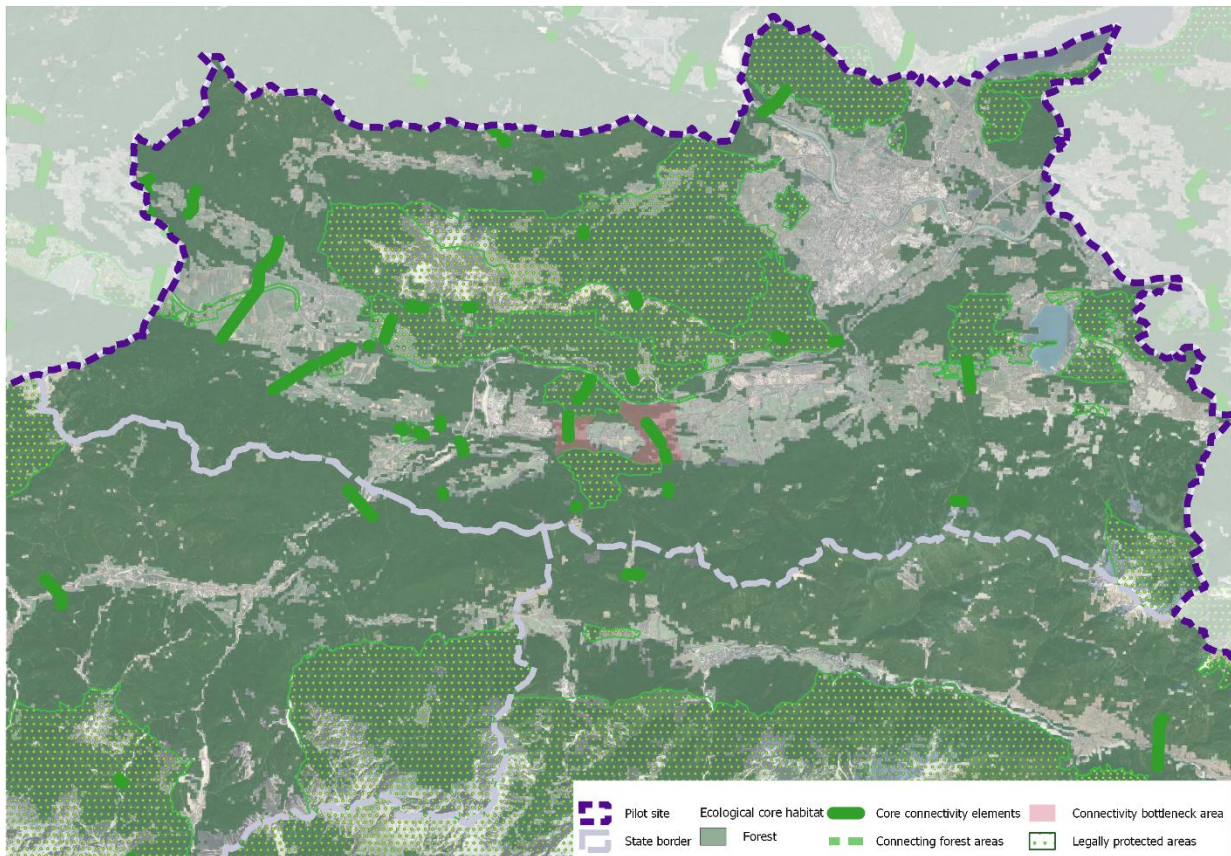 Pilot site
State border
Ecological core habitat
Forest
Core connectivity elements
Connecting forest areas
Connectivity bottleneck area
Legally protected areas